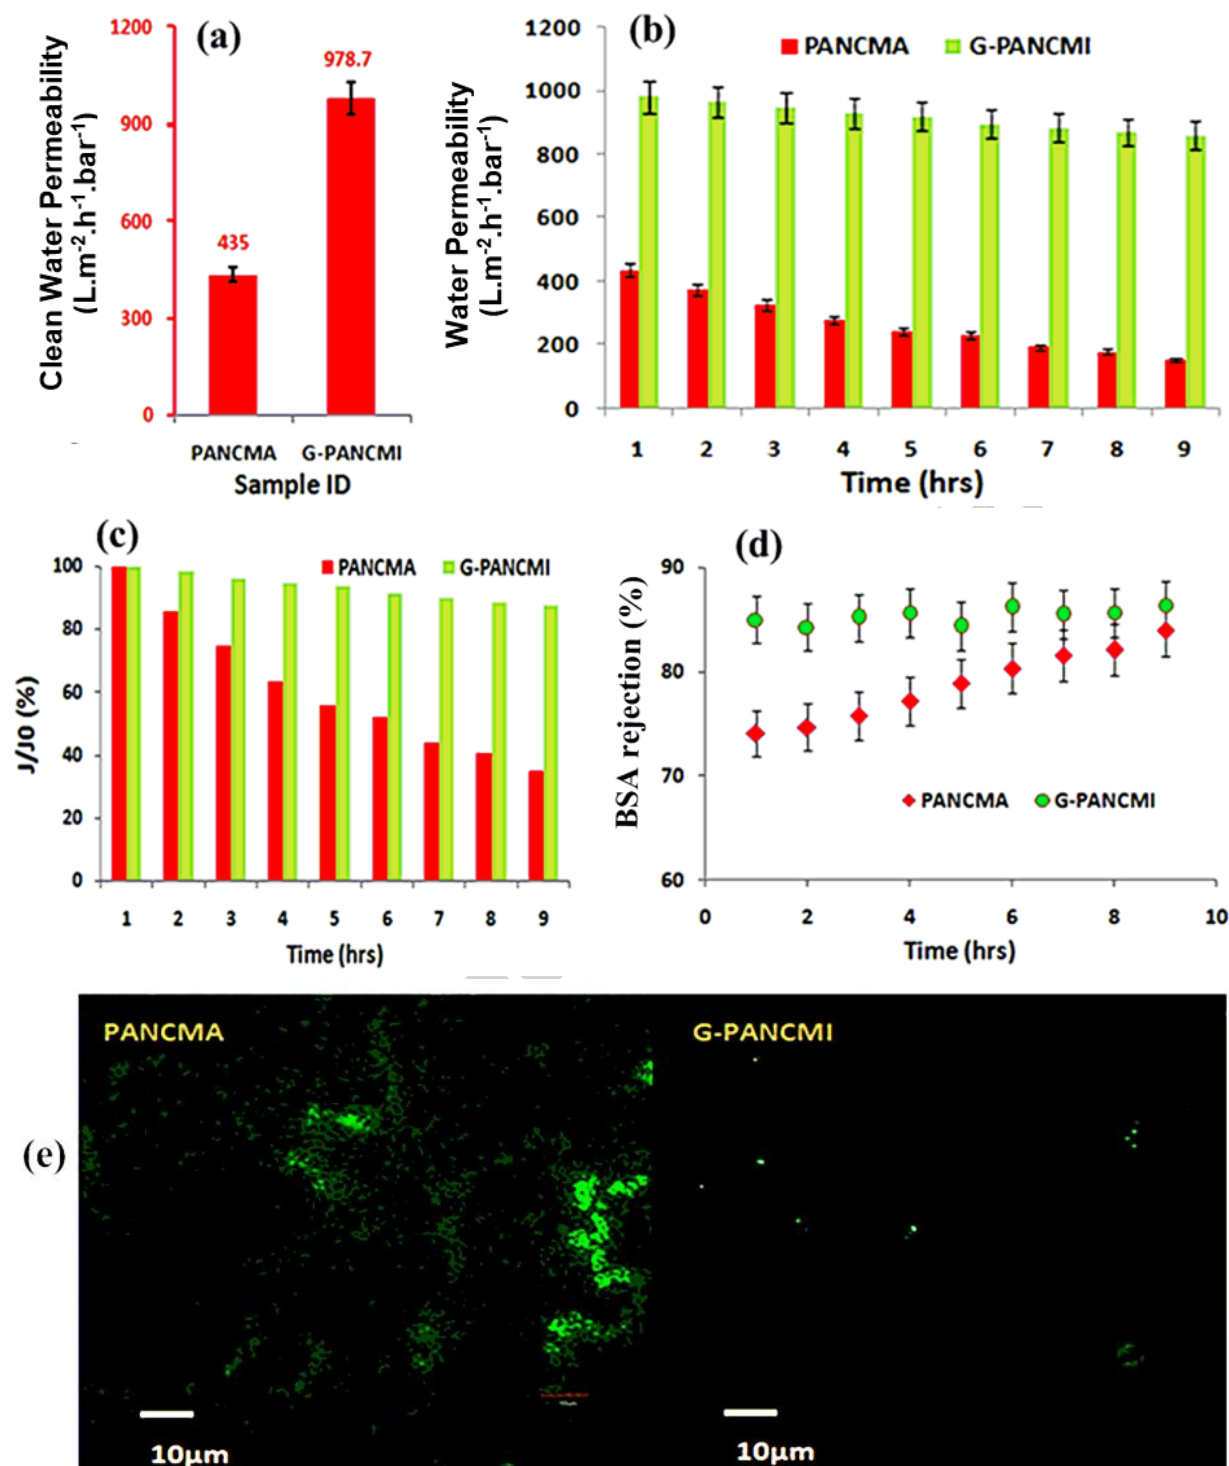 (a)
1200
900
600
300
0
Clean Water Permeability
(L.m-2.h-1.bar-1)
435
978.7
PANCMA G-PANCMI
Sample ID
(b)
PANCMA G-PANCMI
1200
1000
800
600
400
200
0
Water Permeability
(L.m-2.h-1.bar-1)
1 2 3 4 5 6 7 8 9
Time (hrs)
(c)
PANCMA G-PANCMI
100
80
60
40
20
0
J/J0 (%)
1 2 3 4 5 6 7 8 9
Time (hrs)
(d)
90
80
70
60
BSA rejection (%)
PANCMA G-PANCMI
0 2 4 6 8 10
Time (hrs)
(e)
PANCMA
G-PANCMI
10µm
10µm